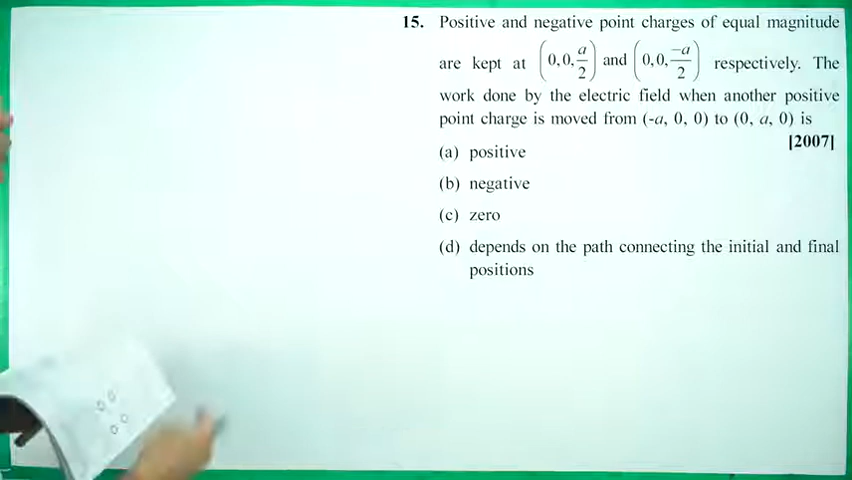 15. Positive and negative point charges of equal magnitude
are kept at (0,0,a/2) and (0,0,-a/2) respectively. The
work done by the electric field when another positive
point charge is moved from (-a, 0, 0) to (0, a, 0) is
[2007]
(a) positive
(b) negative
(c) zero
(d) depends on the path connecting the initial and final
positions